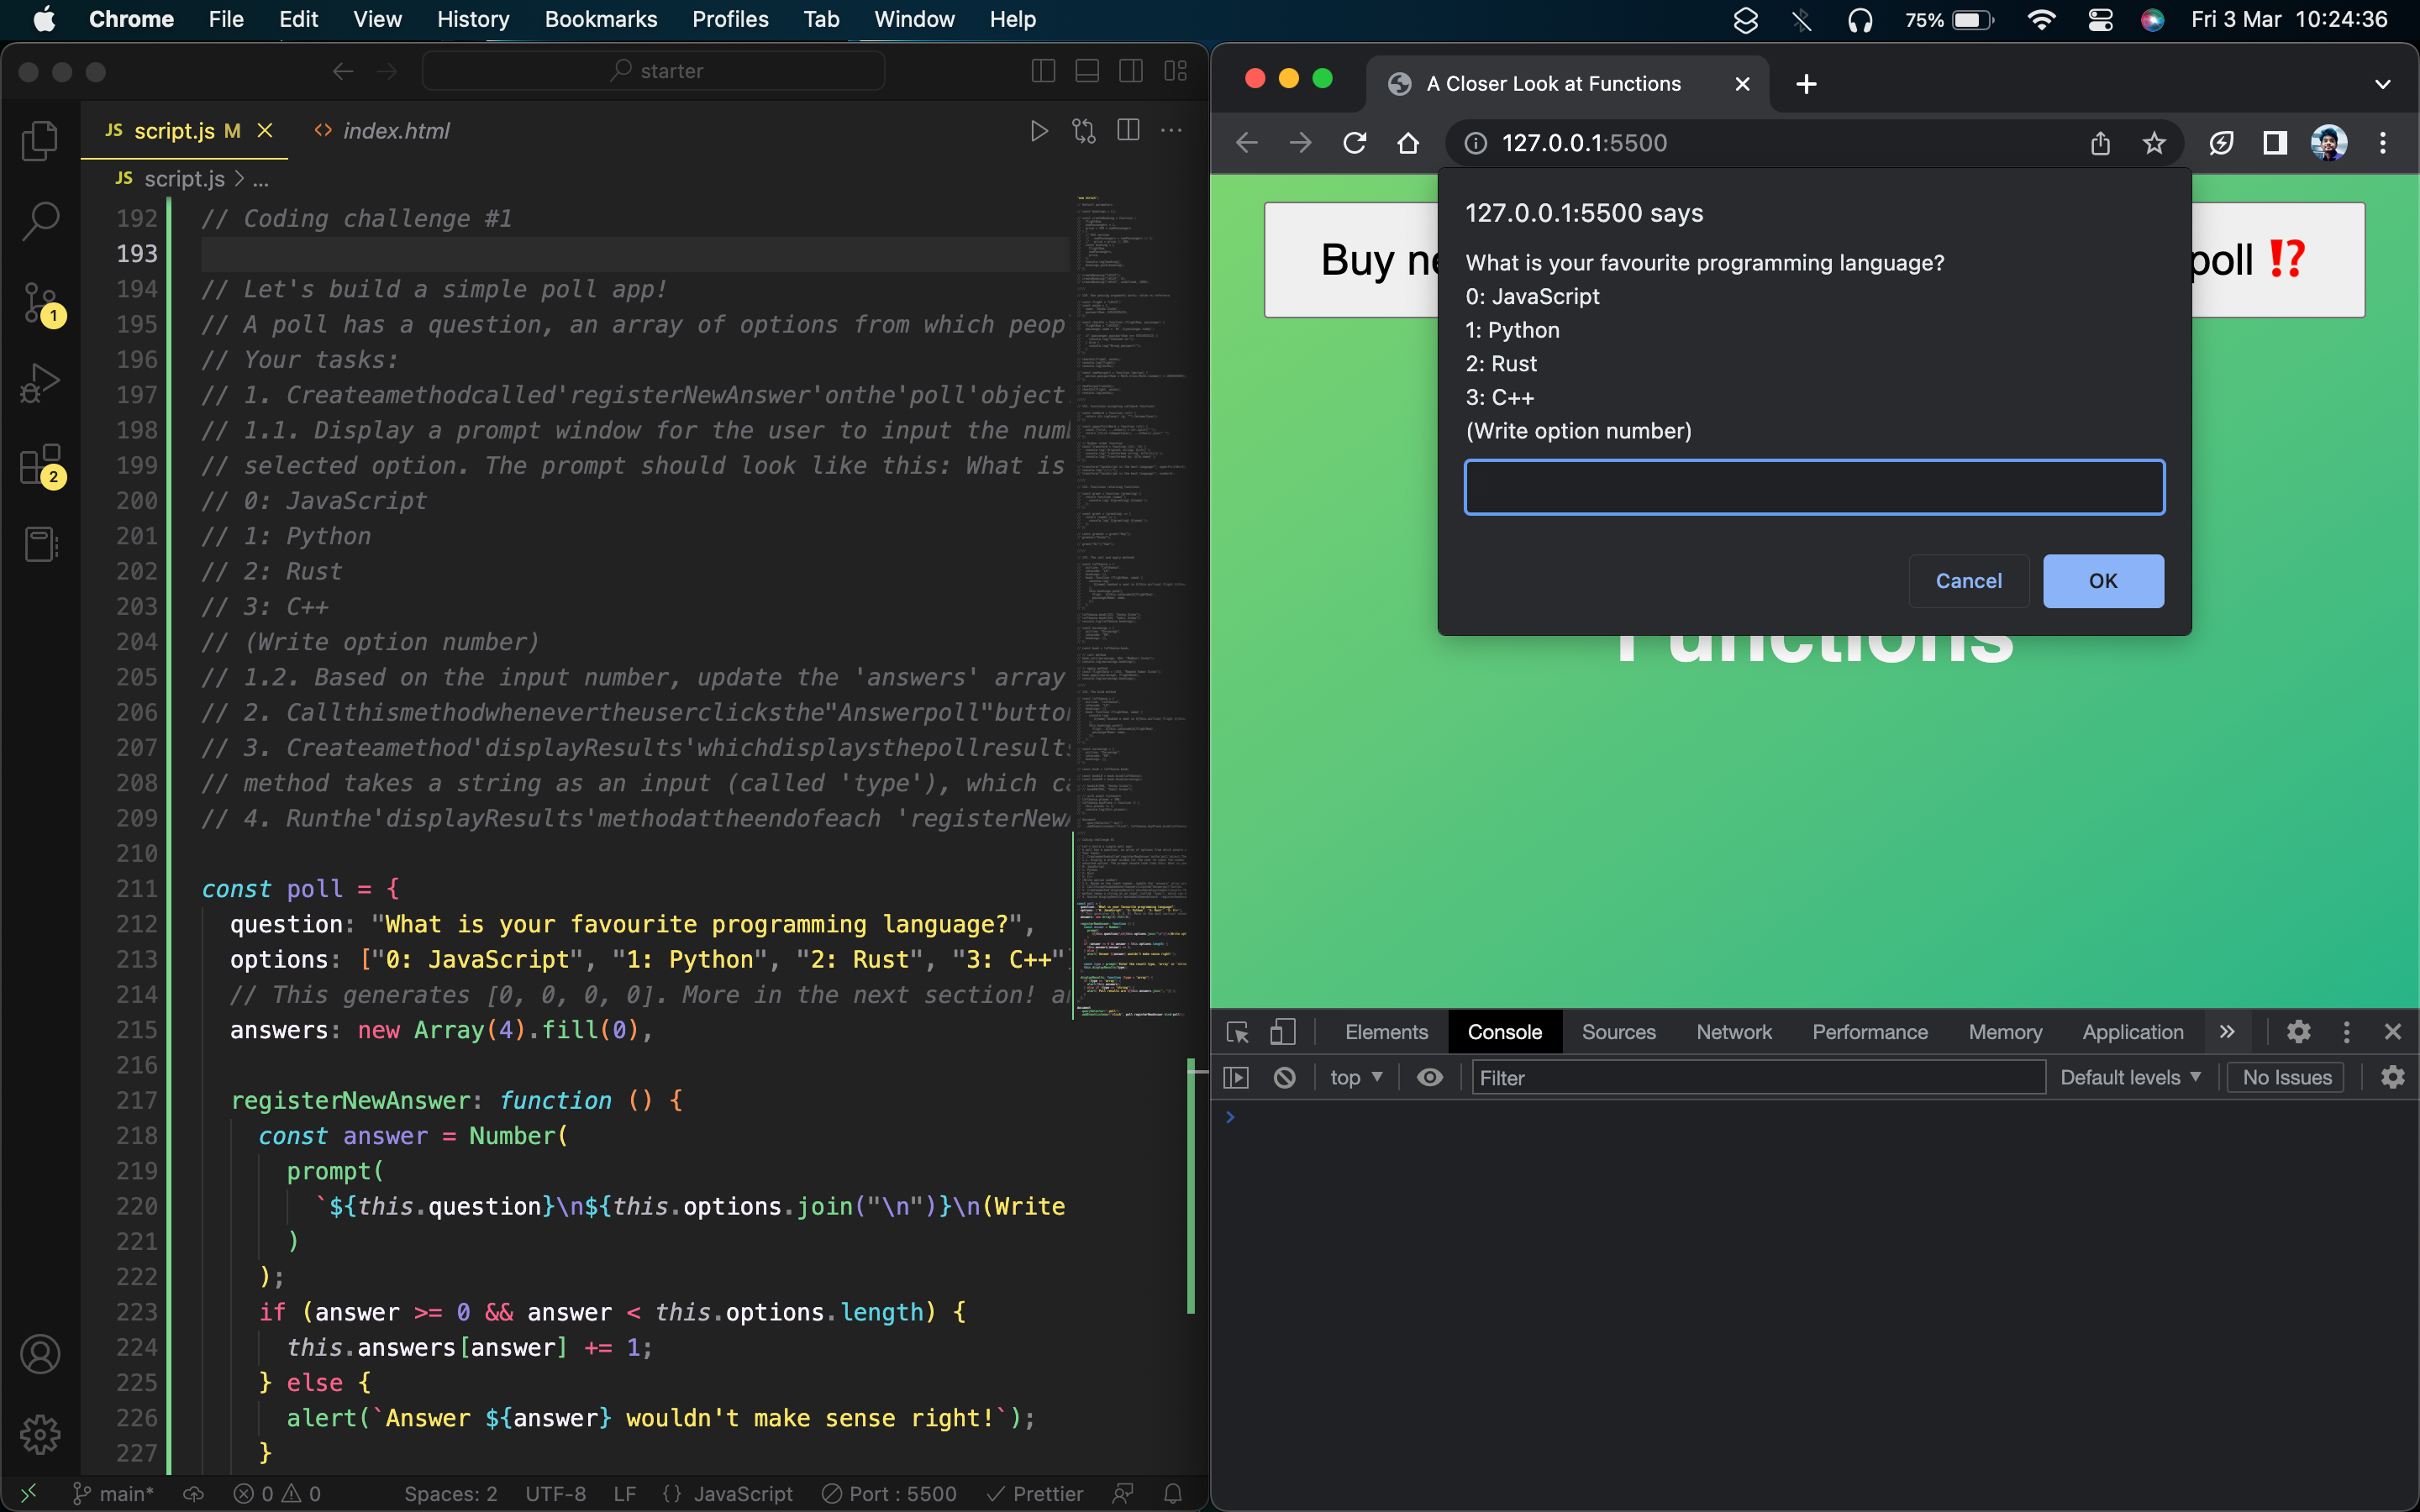 Chrome File Edit View History Bookmarks Profiles Tab Window Help 75% Fri 3 Mar 10:24:36
starter
JS script.js M index.html
JS script.js > ...
192 // Coding challenge #1
193
194 // Let's build a simple poll app!
195 // A poll has a question, an array of options from which peop
196 // Your tasks:
197 // 1. Createamethodcalled'registerNewAnswer'onthe'poll'object
198 // 1.1. Display a prompt window for the user to input the num
199 // selected option. The prompt should look like this: What is
200 // 0: JavaScript
201 // 1: Python
202 // 2: Rust
203 // 3: C++
204 // (Write option number)
205 // 1.2. Based on the input number, update the 'answers' array
206 // 2. Callthismethodwhenevertheuserclicksthe"Answerpoll"butto
207 // 3. Createamethod'displayResults'whichdisplaysthepollresults
208 // method takes a string as an input (called 'type'), which c
209 // 4. Runthe'displayResults'methodattheendofeach 'registerNew
210
211 const poll = {
212 question: "What is your favourite programming language?",
213 options: ["0: JavaScript", "1: Python", "2: Rust", "3: C++"
214 // This generates [0, 0, 0, 0]. More in the next section! a
215 answers: new Array(4).fill(0),
216
217 registerNewAnswer: function () {
218 const answer = Number(
219 prompt(
220 `${this.question}\n${this.options.join("\n")}\n(Write
221 )
222 );
223 if (answer >= 0 && answer < this.options.length) {
224 this.answers[answer] += 1;
225 } else {
226 alert(`Answer ${answer} wouldn't make sense right!`);
227 }
1
2
main* 0 0 Spaces: 2 UTF-8 LF {} JavaScript Port : 5500 Prettier
A Closer Look at Functions
127.0.0.1:5500
Buy ne
poll ⁉️
127.0.0.1:5500 says
What is your favourite programming language?
0: JavaScript
1: Python
2: Rust
3: C++
(Write option number)
Cancel OK
Functions
Elements Console Sources Network Performance Memory Application
top Filter Default levels No Issues